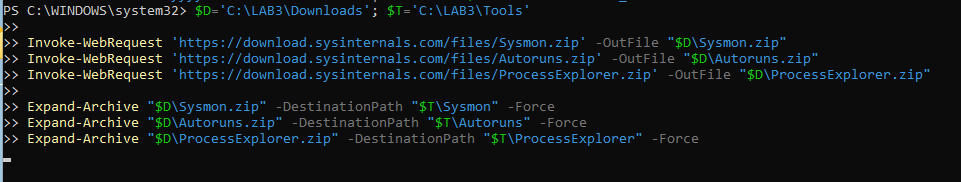 PS C:\WINDOWS\system32> $D='C:\LAB3\Downloads'; $T='C:\LAB3\Tools'
>>
>> Invoke-WebRequest 'https://download.sysinternals.com/files/Sysmon.zip' -OutFile "$D\Sysmon.zip"
>> Invoke-WebRequest 'https://download.sysinternals.com/files/Autoruns.zip' -OutFile "$D\Autoruns.zip"
>> Invoke-WebRequest 'https://download.sysinternals.com/files/ProcessExplorer.zip' -OutFile "$D\ProcessExplorer.zip"
>>
>> Expand-Archive "$D\Sysmon.zip" -DestinationPath "$T\Sysmon" -Force
>> Expand-Archive "$D\Autoruns.zip" -DestinationPath "$T\Autoruns" -Force
>> Expand-Archive "$D\ProcessExplorer.zip" -DestinationPath "$T\ProcessExplorer" -Force